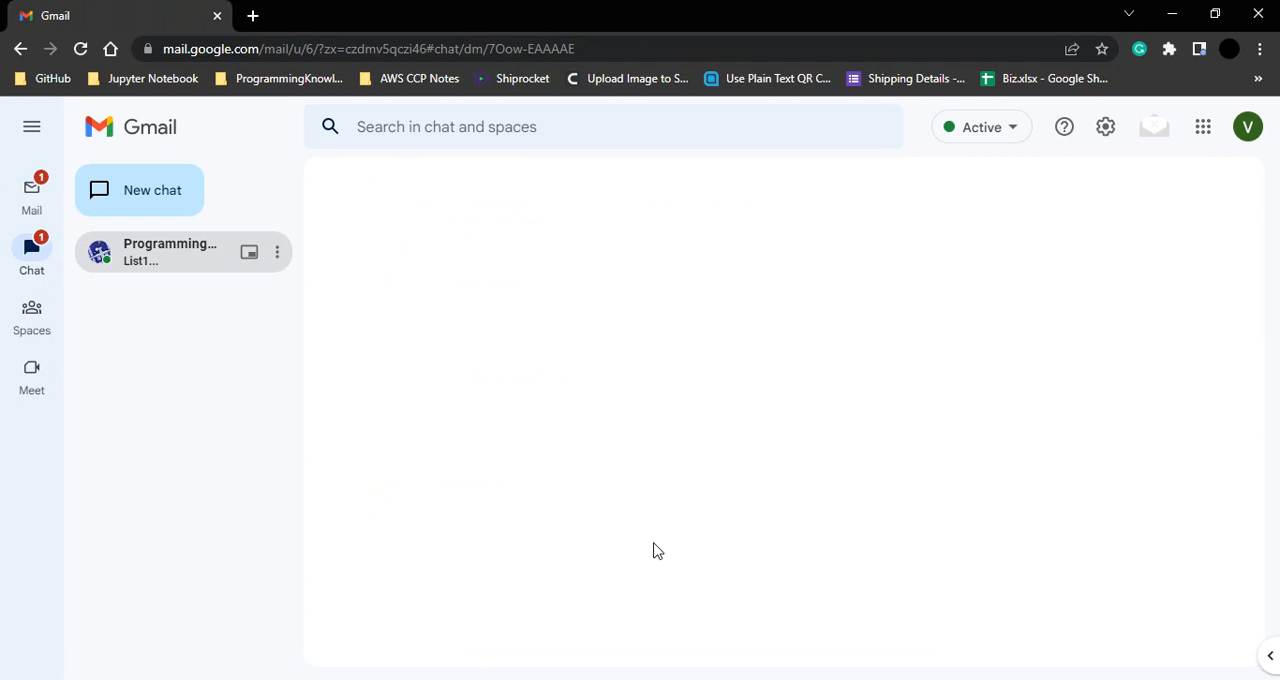 Gmail
mail.google.com/mail/u/6/?zx=czdmv5qczi46#chat/dm/7Oow-EAAAAE
GitHub Jupyter Notebook ProgrammingKnowl... AWS CCP Notes Shiprocket Upload Image to S... Use Plain Text QR C... Shipping Details -... Biz.xlsx - Google Sh... »
Gmail Search in chat and spaces Active V
1
Mail
New chat
1
Chat
Programming...
List1...
Spaces
Meet